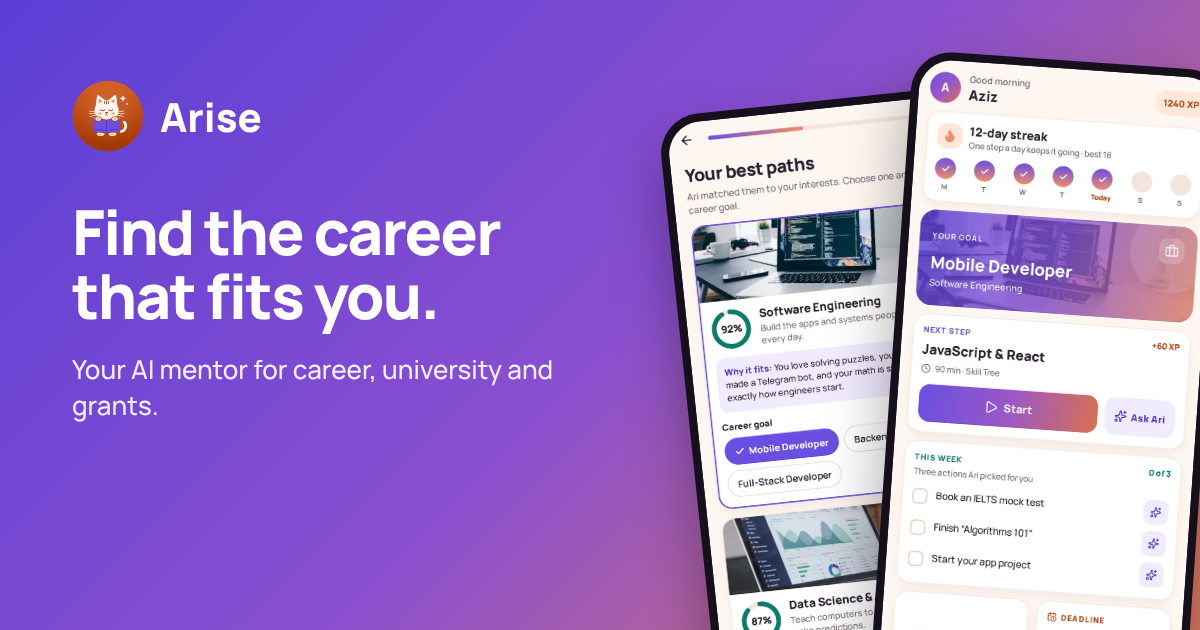 Arise
Find the career
that fits you.
Your AI mentor for career, university and
grants.
Your best paths
Ari matched them to your interests. Choose one
career goal.
92%
Software Engineering
Build the apps and systems
every day.
Why it fits: You love solving puzzles,
made a Telegram bot, and your math is
exactly how engineers start.
Career goal
Mobile Developer
Full-Stack Developer
87%
Data Science &
Teach computers to
predictions.
A
Good morning
Aziz
1240 XP
12-day streak
One step a day keeps it going · best 18
M
T
W
T
Today
S
S
YOUR GOAL
Mobile Developer
Software Engineering
NEXT STEP
+60 XP
JavaScript & React
90 min · Skill Tree
Start
Ask Ari
THIS WEEK
0 of 3
Three actions Ari picked for you
Book an IELTS mock test
Finish "Algorithms 101"
Start your app project
DEADLINE